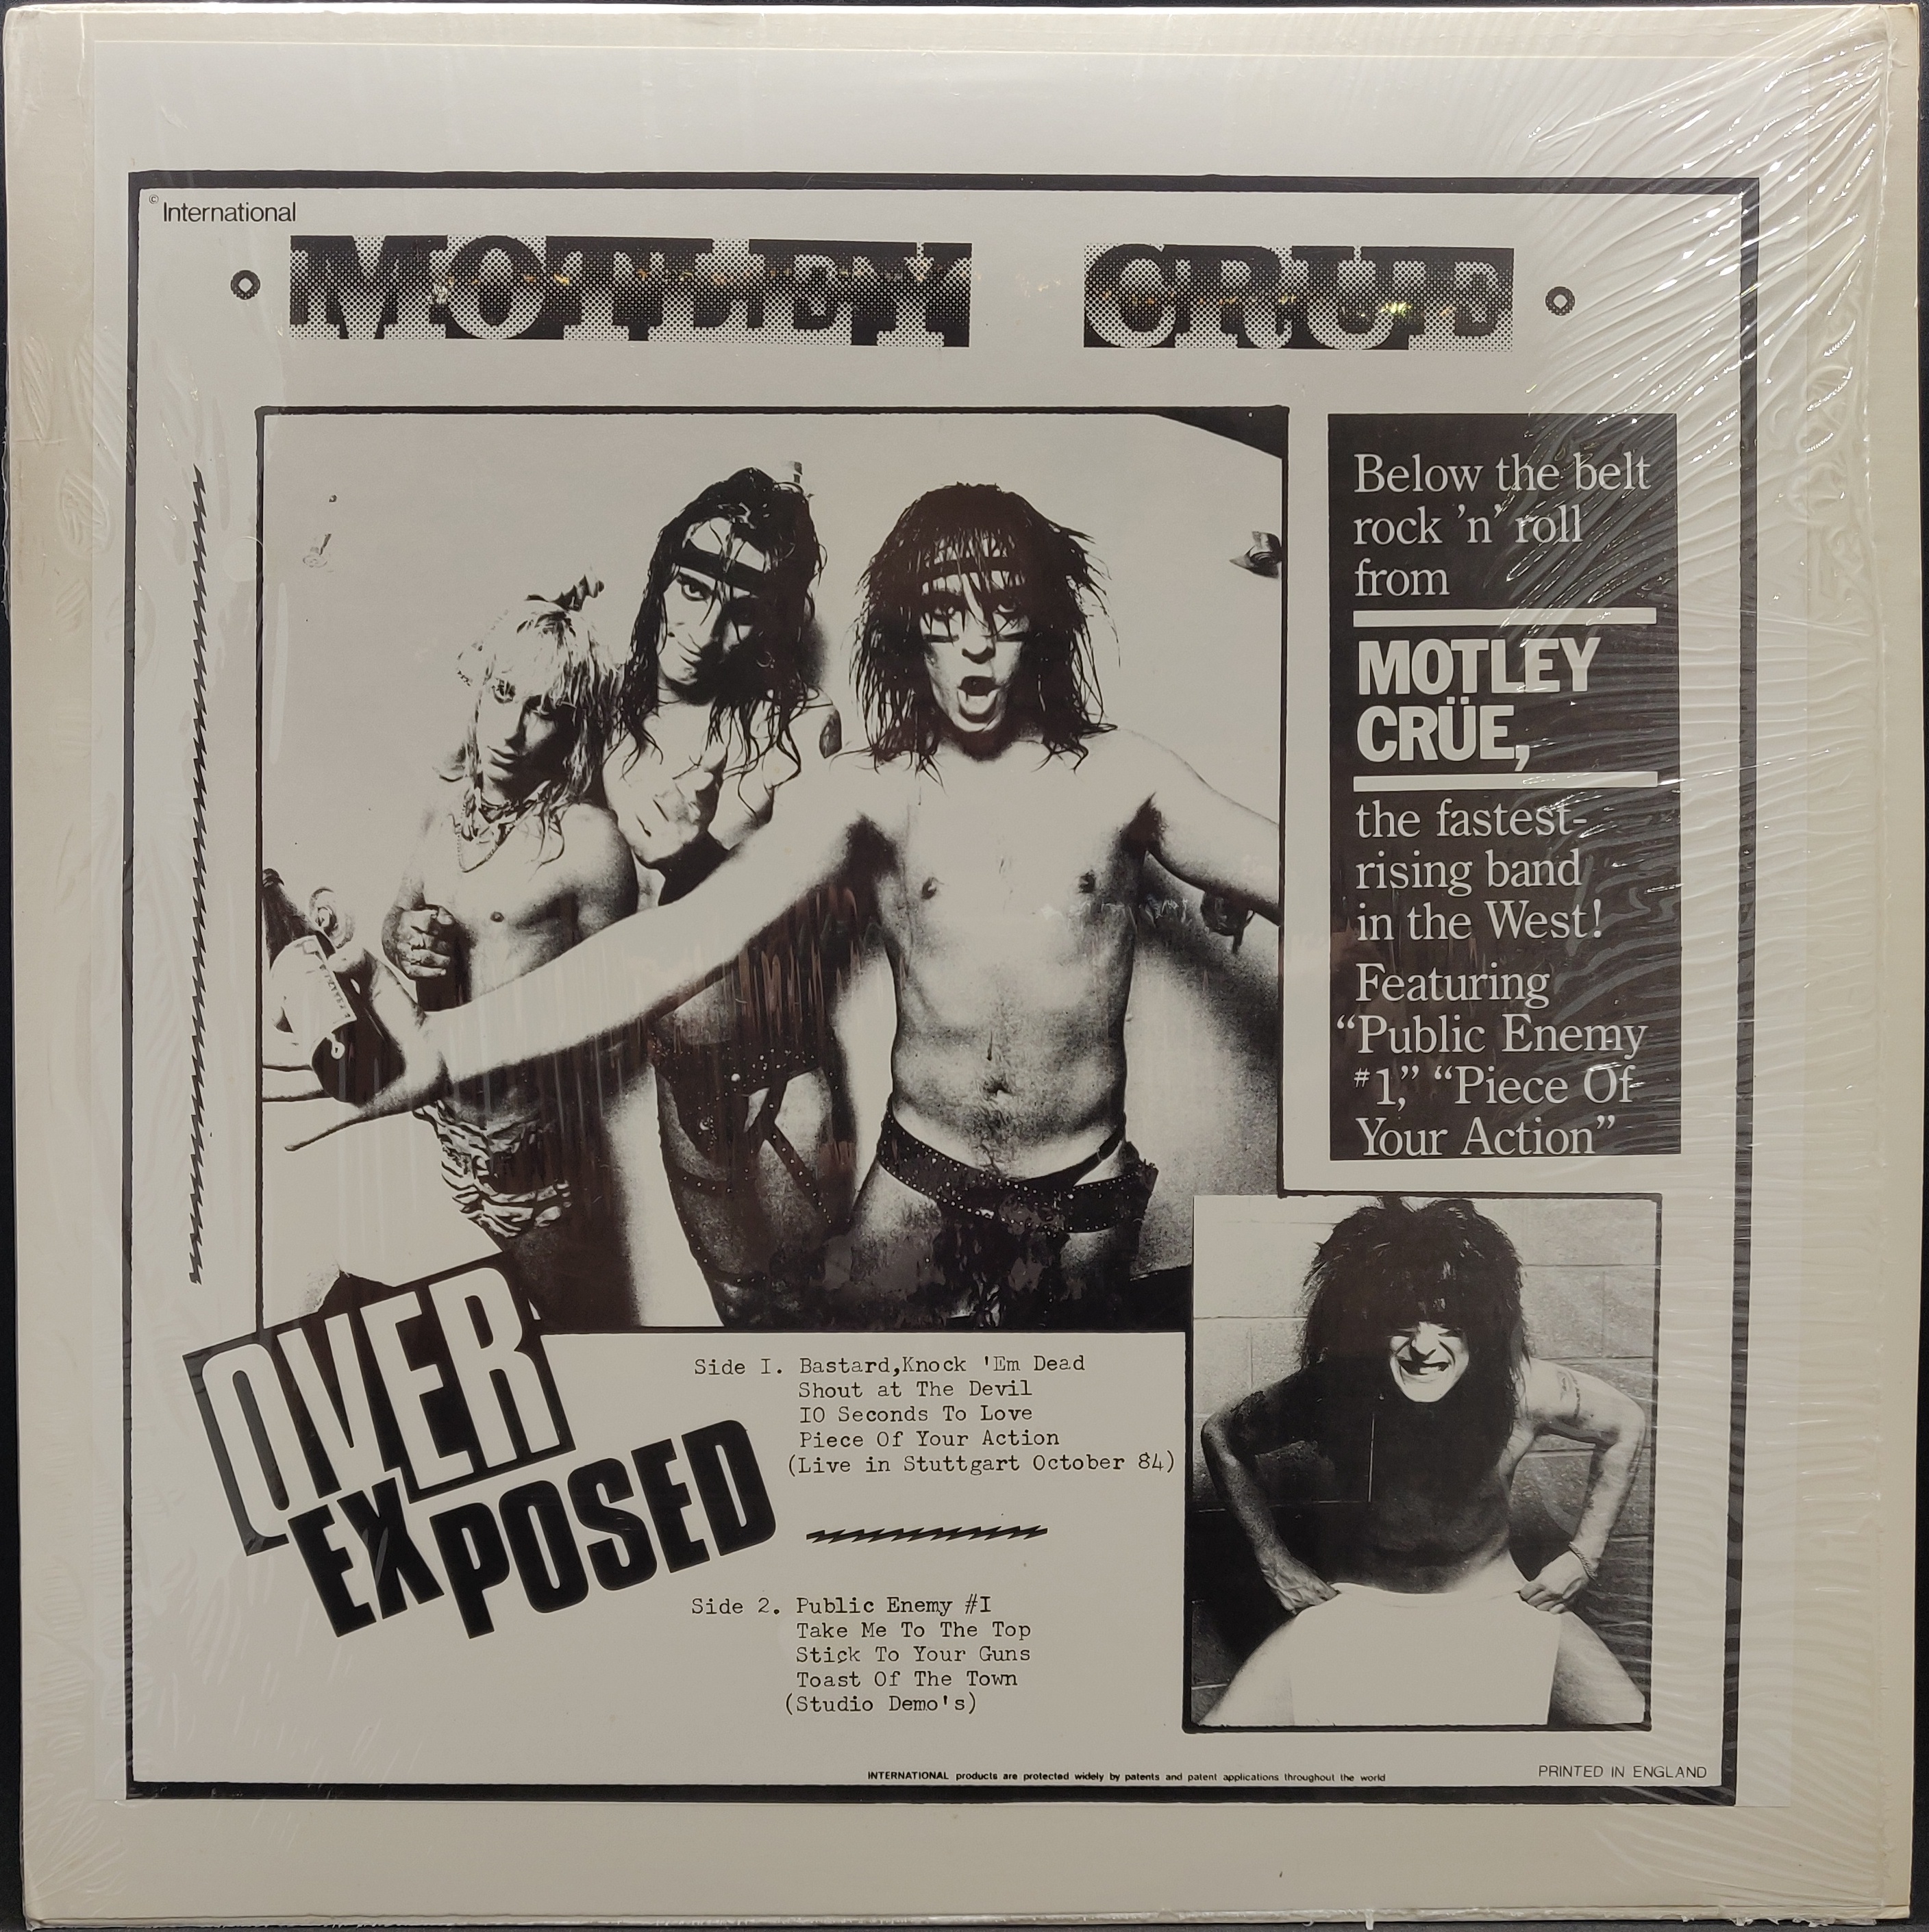 © International
MOTLEY CRUE
Below the belt
rock 'n' roll
from
MOTLEY
CRÜE,
the fastest-
rising band
in the West!
Featuring
“Public Enemy
#1,” “Piece Of
Your Action”
OVER
EXPOSED
Side I. Bastard,Knock 'Em Dead
Shout at The Devil
IO Seconds To Love
Piece Of Your Action
(Live in Stuttgart October 84)
Side 2. Public Enemy #I
Take Me To The Top
Stick To Your Guns
Toast Of The Town
(Studio Demo's)
INTERNATIONAL products are protected widely by patents and patent applications throughout the world
PRINTED IN ENGLAND